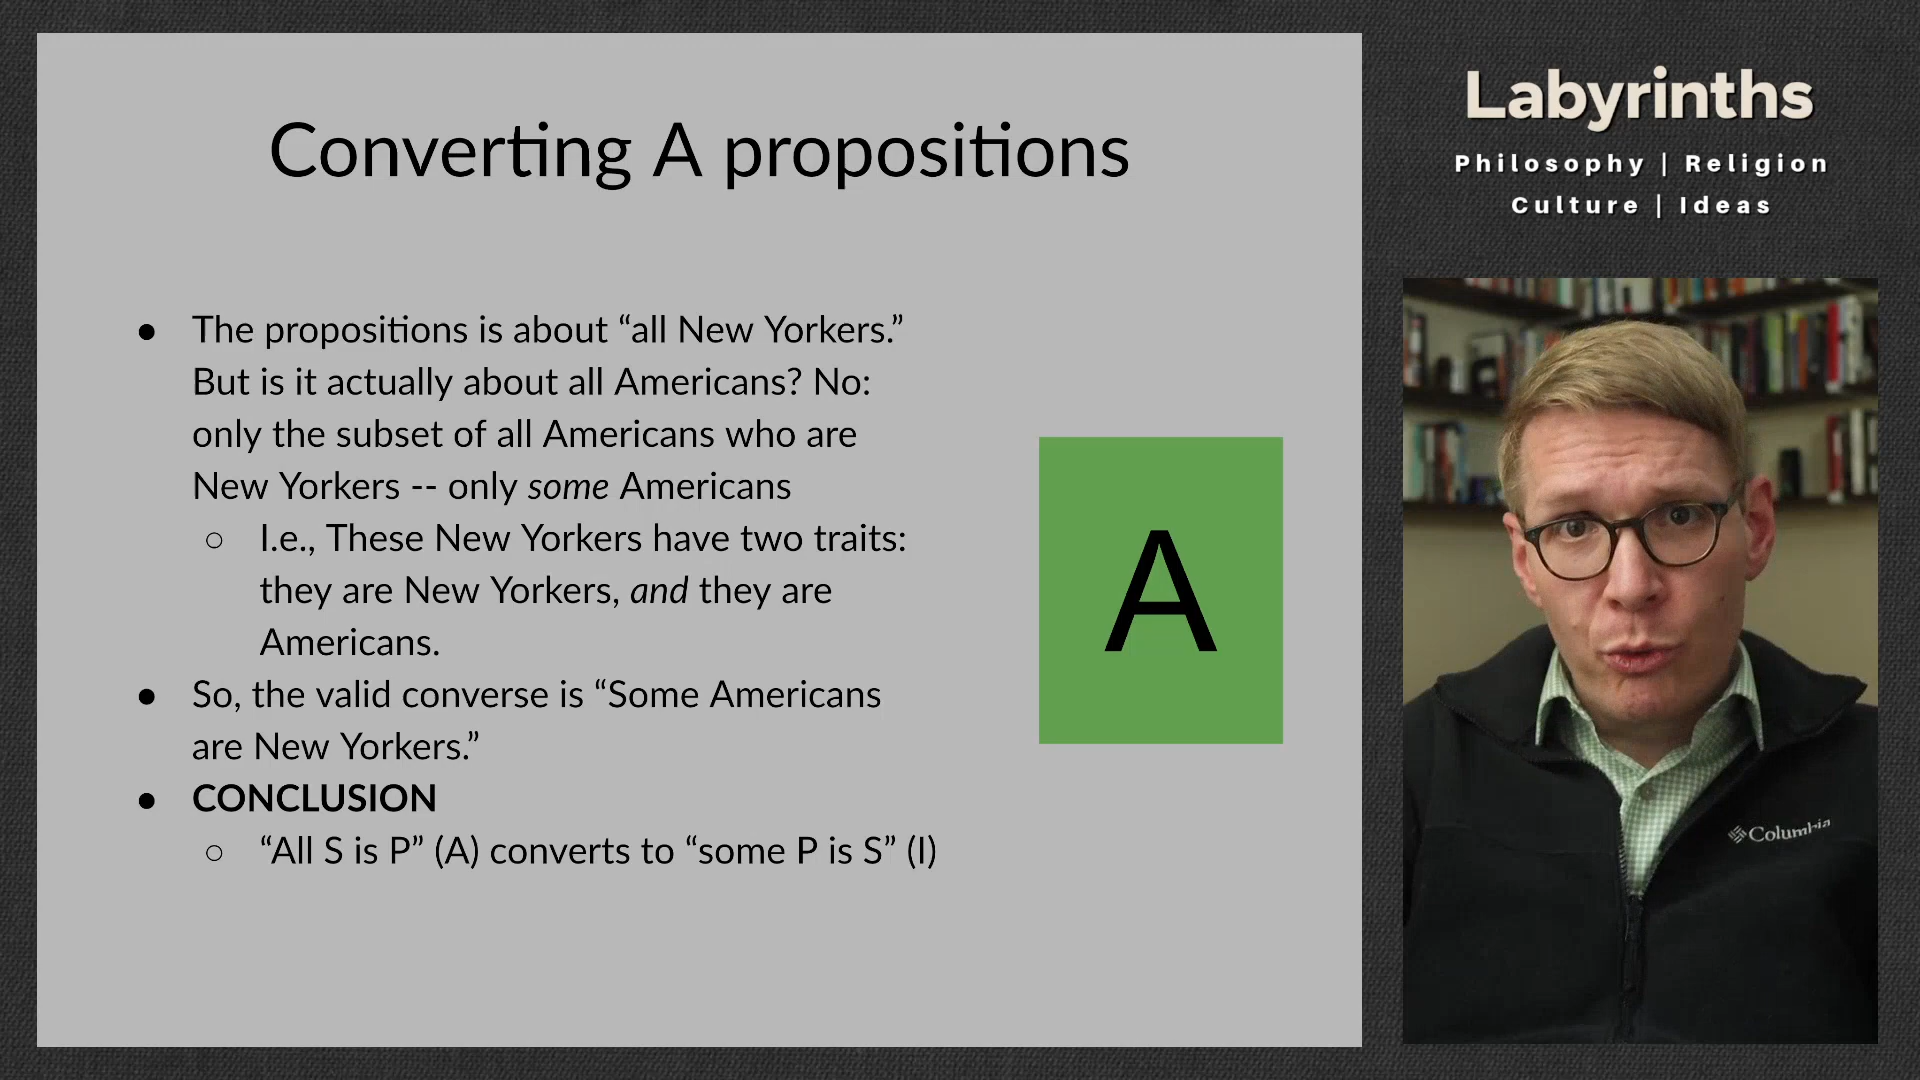 Converting A propositions
● The propositions is about “all New Yorkers.”
But is it actually about all Americans? No:
only the subset of all Americans who are
New Yorkers -- only some Americans
○ I.e., These New Yorkers have two traits:
they are New Yorkers, and they are
Americans.
● So, the valid converse is “Some Americans
are New Yorkers.”
● CONCLUSION
○ “All S is P” (A) converts to “some P is S” (I)
A
Labyrinths
Philosophy | Religion
Culture | Ideas
Columbia